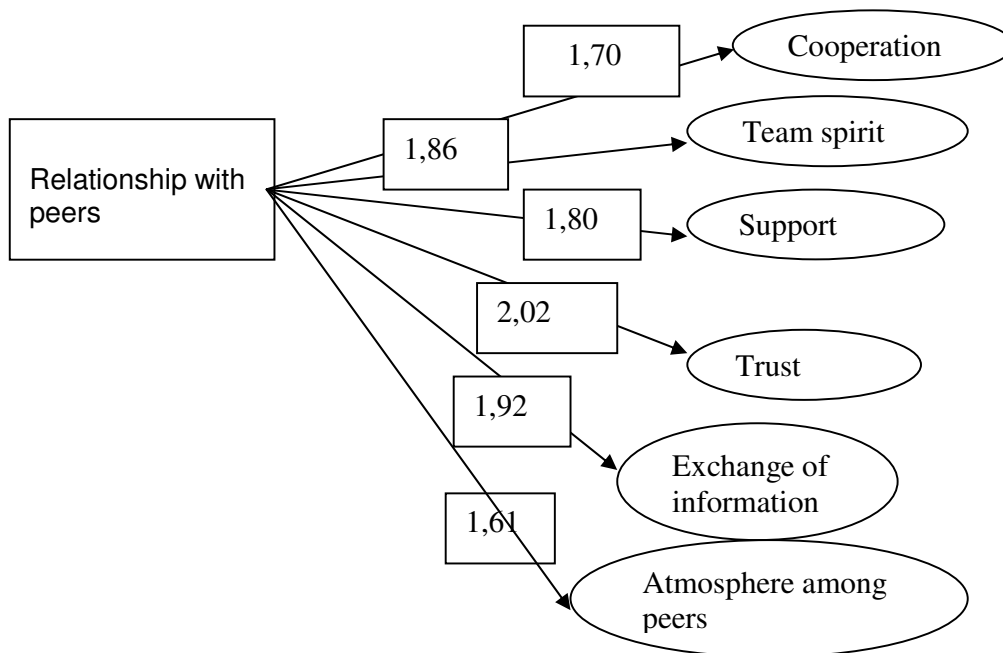 1,70
Cooperation
1,86
Team spirit
Relationship with
peers
1,80
Support
2,02
Trust
1,92
Exchange of
information
1,61
Atmosphere among
peers